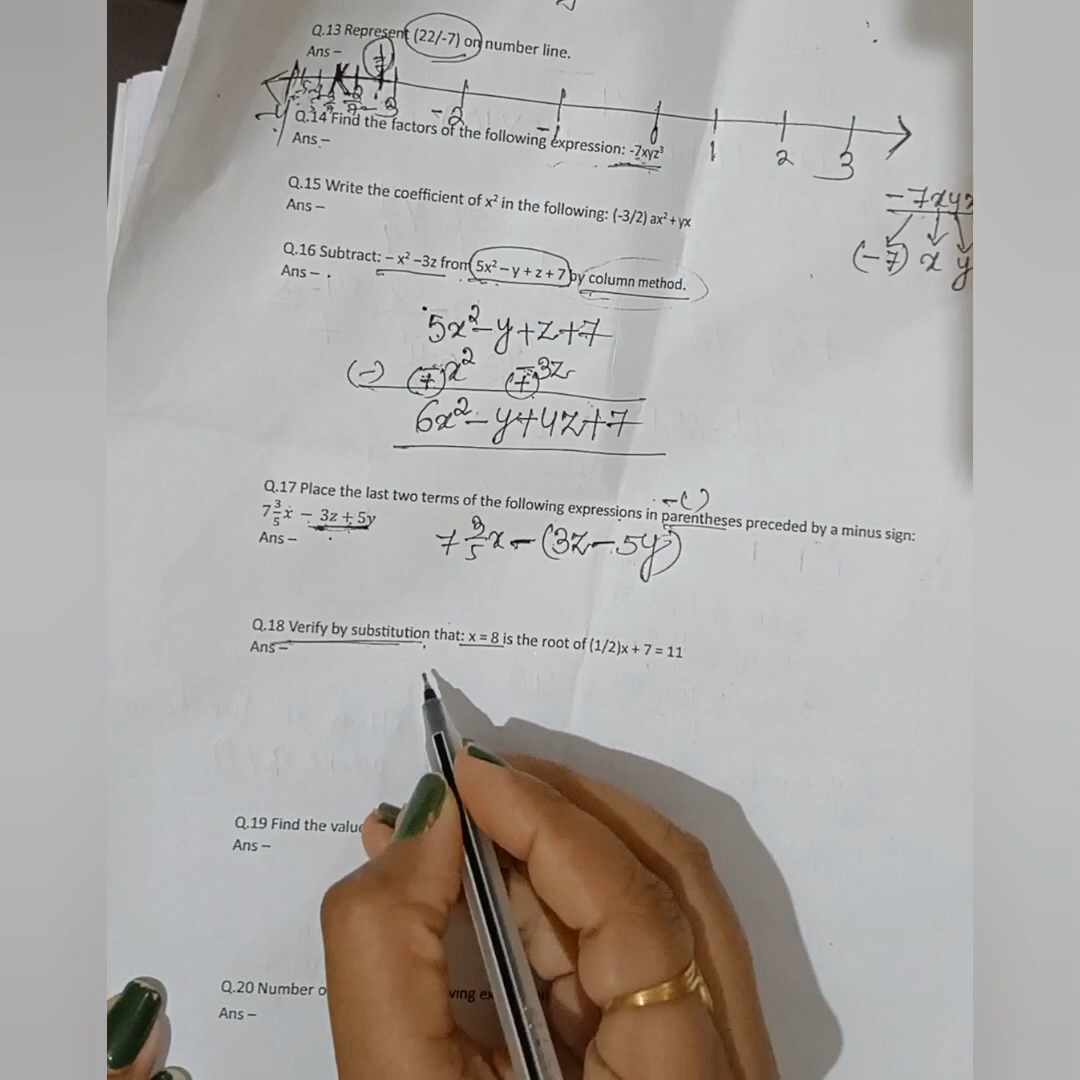 Q.13 Represent (22/-7) on number line.
Ans –
-2 -1 0 1 2 3
Q.14 Find the factors of the following expression: -7xyz³
Ans –
-7xyz
(-7) x y
Q.15 Write the coefficient of x² in the following: (-3/2) ax² + yx
Ans –
Q.16 Subtract: – x² –3z from 5x² – y + z + 7 by column method.
Ans –
5x² - y + z + 7
(-) (+) x² (+) 3z
6x² - y + 4z + 7
Q.17 Place the last two terms of the following expressions in parentheses preceded by a minus sign:
-( )
7 3/5 x – 3z + 5y
Ans –
7 3/5 x - (3z - 5y)
Q.18 Verify by substitution that: x = 8 is the root of (1/2)x + 7 = 11
Ans –
Q.19 Find the value
Ans –
Q.20 Number
Ans –